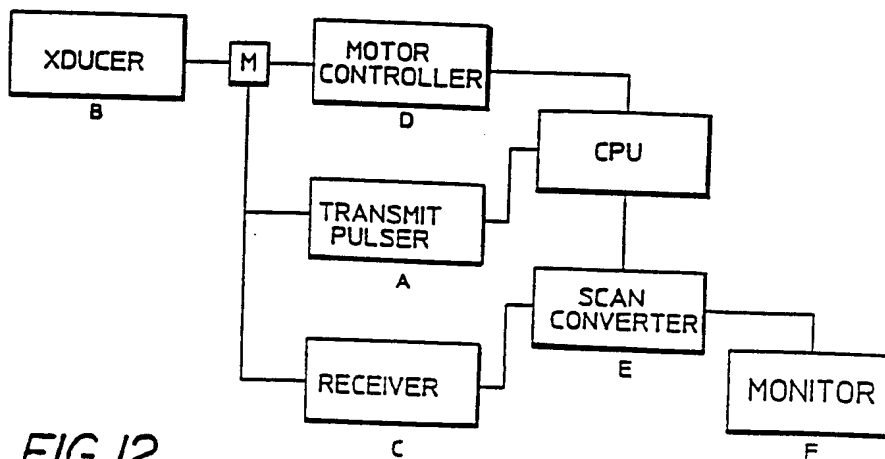 XDUCER
B
M
MOTOR
CONTROLLER
D
CPU
TRANSMIT
PULSER
A
SCAN
CONVERTER
E
RECEIVER
C
MONITOR
F
FIG. 12